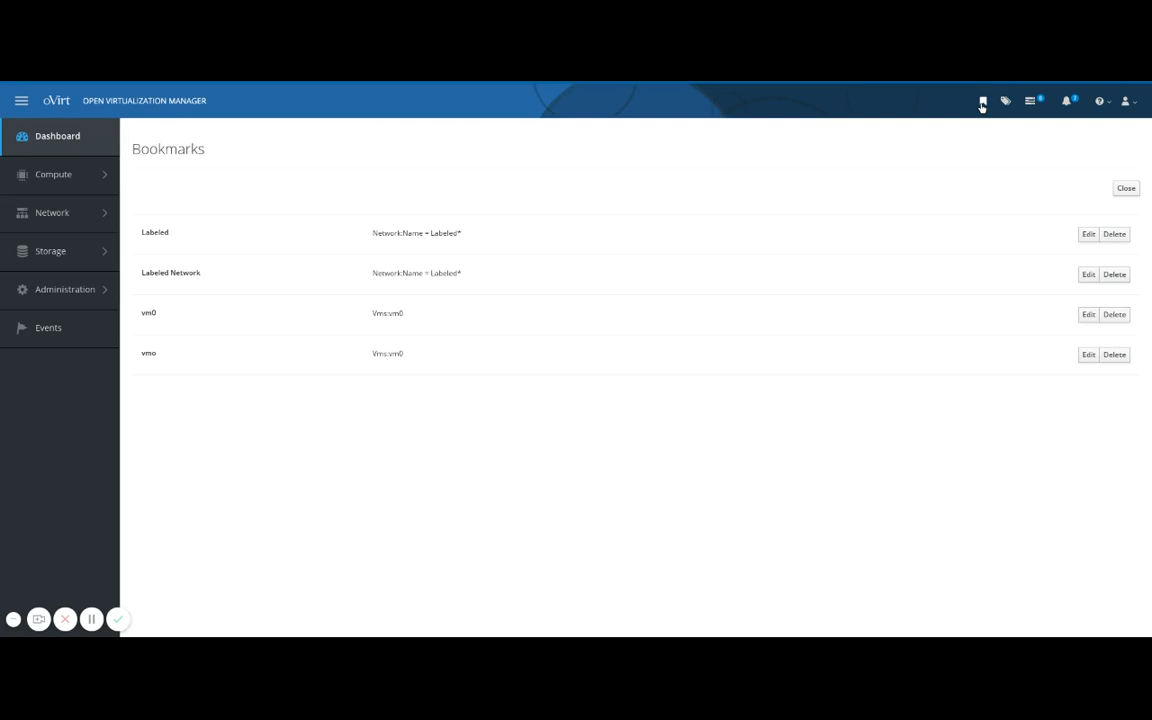 oVirt OPEN VIRTUALIZATION MANAGER
Dashboard
Compute
Network
Storage
Administration
Events
Bookmarks
Close
Labeled Network:Name = Labeled* Edit Delete
Labeled Network Network:Name = Labeled* Edit Delete
vm0 Vms:vm0 Edit Delete
vmo Vms:vm0 Edit Delete